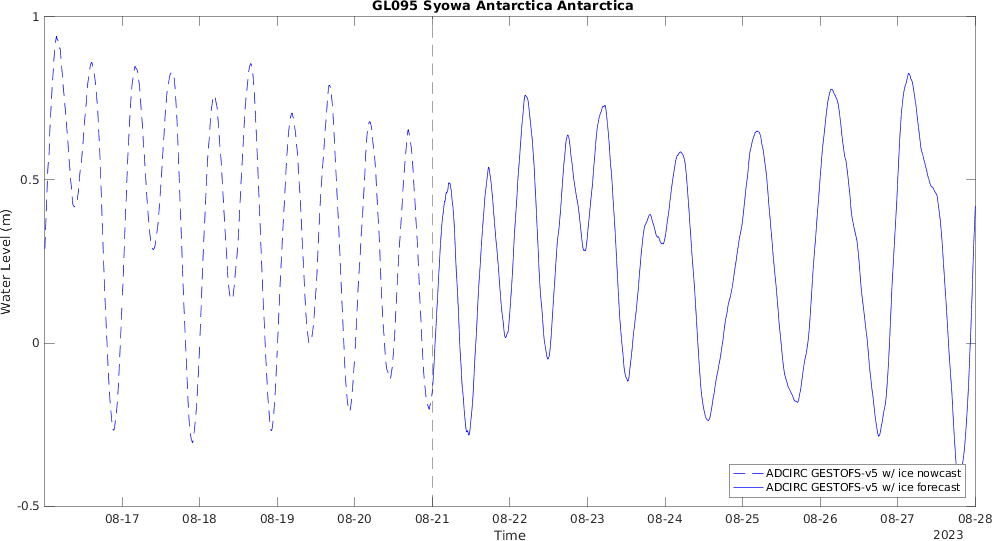 GL095 Syowa Antarctica Antarctica
Water Level (m)
1
0.5
0
-0.5
08-17 08-18 08-19 08-20 08-21 08-22 08-23 08-24 08-25 08-26 08-27 08-28
Time
2023
ADCIRC GESTOFS-v5 w/ ice nowcast
ADCIRC GESTOFS-v5 w/ ice forecast